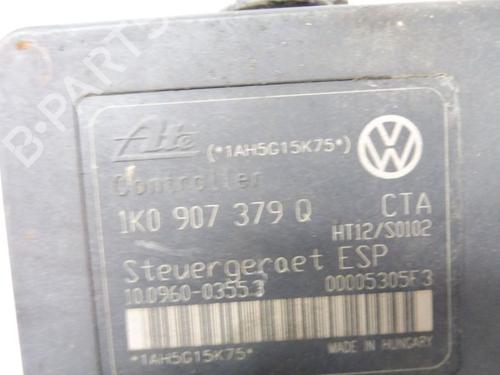 Ate (*1AH5G15K75*)
Controller
1K0 907 379 Q CTA
HT12/S0102
Steuergeraet ESP
10.0960-0355.3 00005305F3
*1AH5G15K75*
MADE IN HUNGARY
B-PARTS